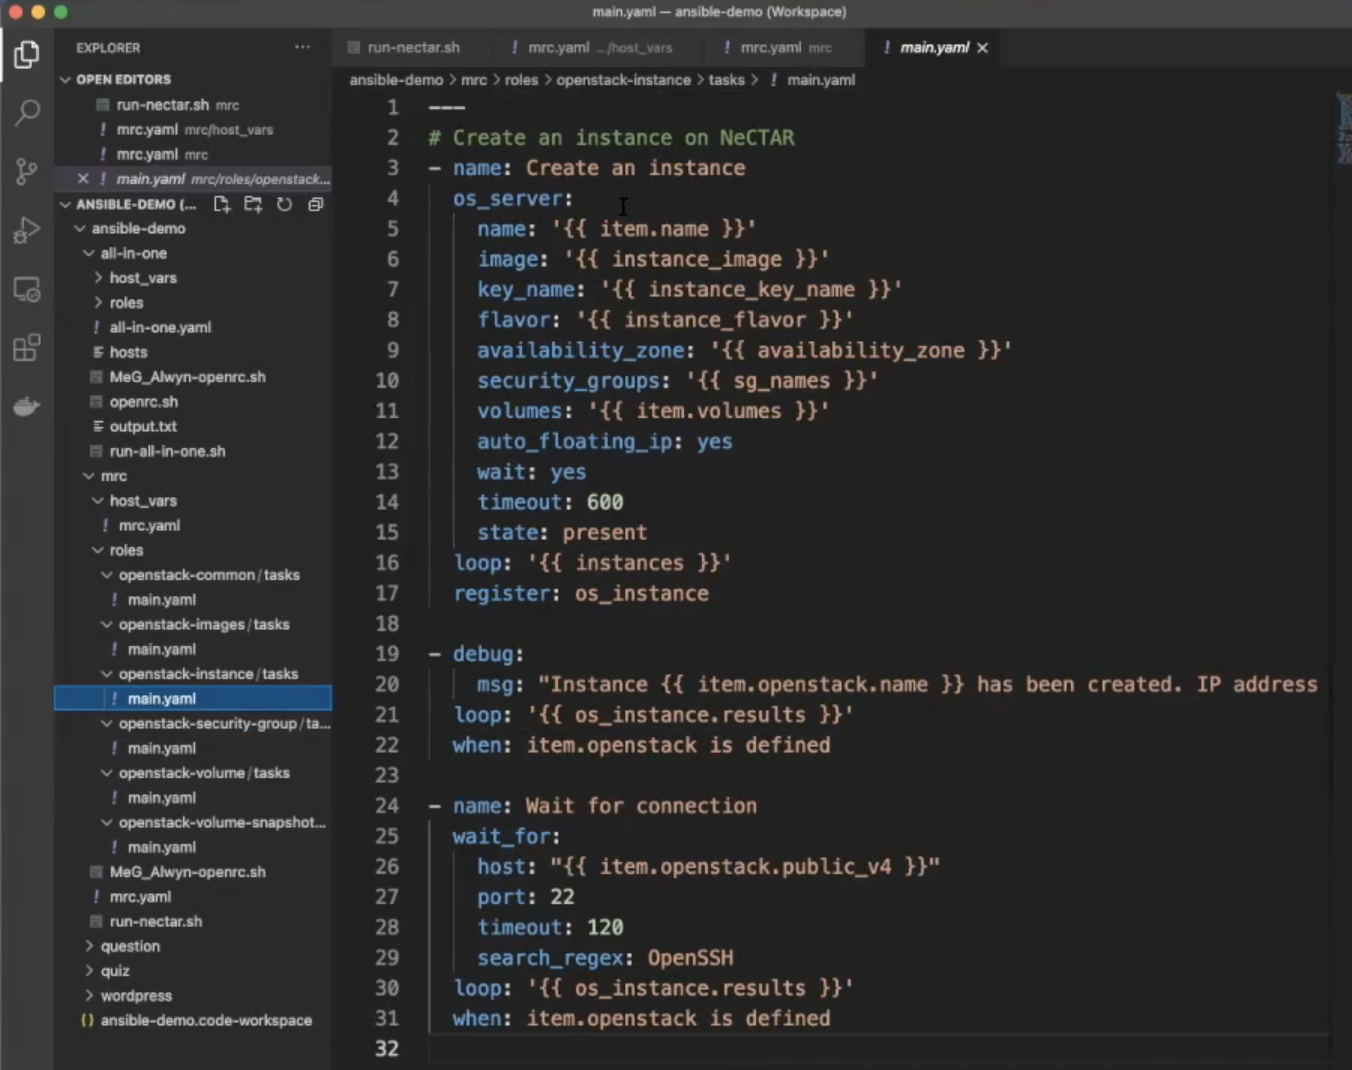 main.yaml — ansible-demo (Workspace)
EXPLORER
OPEN EDITORS
run-nectar.sh mrc
mrc.yaml mrc/host_vars
mrc.yaml mrc
main.yaml mrc/roles/openstack...
ANSIBLE-DEMO (...
ansible-demo
all-in-one
host_vars
roles
all-in-one.yaml
hosts
MeG_Alwyn-openrc.sh
openrc.sh
output.txt
run-all-in-one.sh
mrc
host_vars
mrc.yaml
roles
openstack-common/tasks
main.yaml
openstack-images/tasks
main.yaml
openstack-instance/tasks
main.yaml
openstack-security-group/ta...
main.yaml
openstack-volume/tasks
main.yaml
openstack-volume-snapshot...
main.yaml
MeG_Alwyn-openrc.sh
mrc.yaml
run-nectar.sh
question
quiz
wordpress
ansible-demo.code-workspace
run-nectar.sh
mrc.yaml .../host_vars
mrc.yaml mrc
main.yaml
ansible-demo > mrc > roles > openstack-instance > tasks > ! main.yaml
1 ---
2 # Create an instance on NeCTAR
3 - name: Create an instance
4 os_server:
5 name: '{{ item.name }}'
6 image: '{{ instance_image }}'
7 key_name: '{{ instance_key_name }}'
8 flavor: '{{ instance_flavor }}'
9 availability_zone: '{{ availability_zone }}'
10 security_groups: '{{ sg_names }}'
11 volumes: '{{ item.volumes }}'
12 auto_floating_ip: yes
13 wait: yes
14 timeout: 600
15 state: present
16 loop: '{{ instances }}'
17 register: os_instance
18
19 - debug:
20 msg: "Instance {{ item.openstack.name }} has been created. IP address
21 loop: '{{ os_instance.results }}'
22 when: item.openstack is defined
23
24 - name: Wait for connection
25 wait_for:
26 host: "{{ item.openstack.public_v4 }}"
27 port: 22
28 timeout: 120
29 search_regex: OpenSSH
30 loop: '{{ os_instance.results }}'
31 when: item.openstack is defined
32